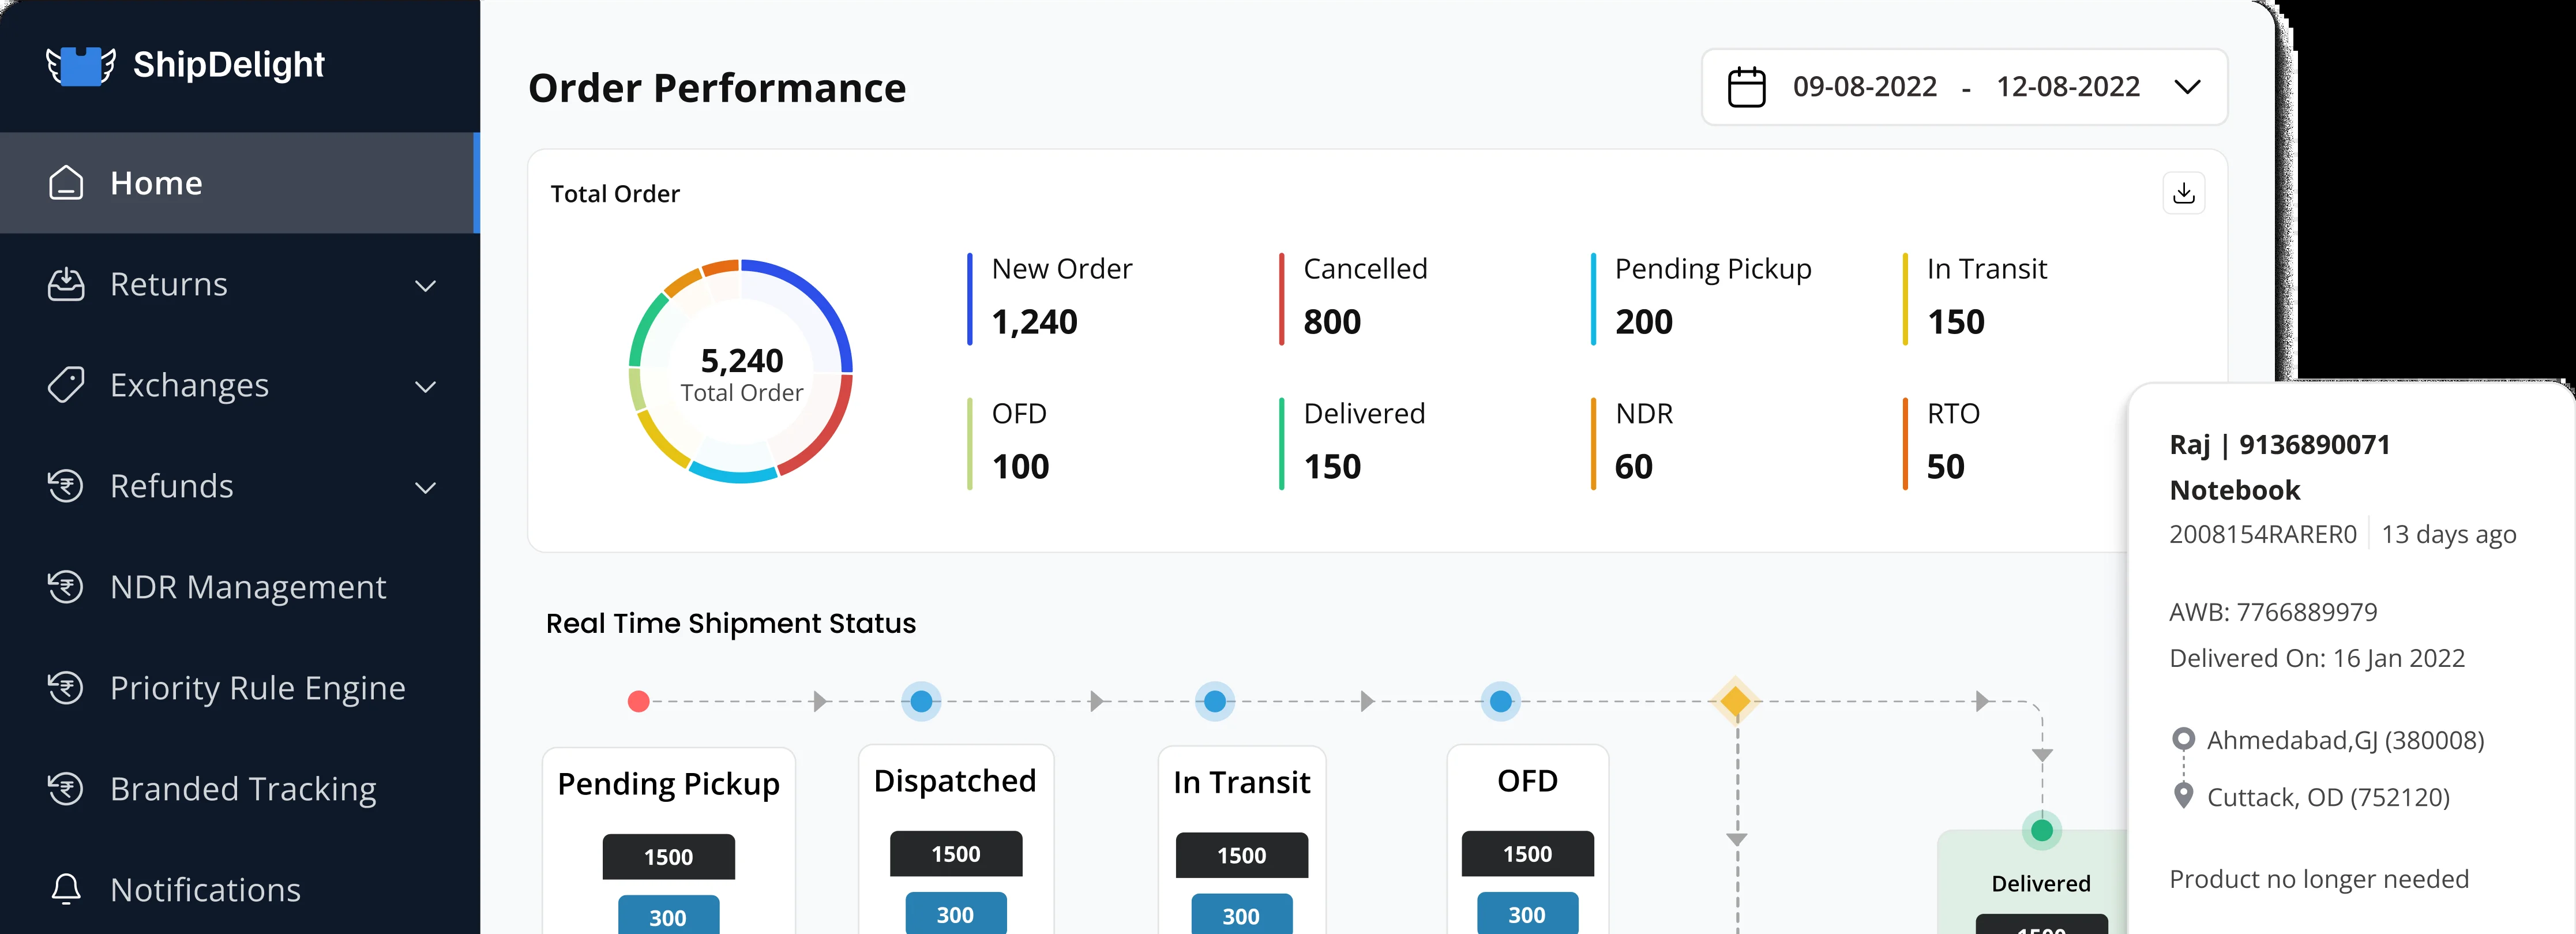 ShipDelight
Home
Returns
Exchanges
Refunds
NDR Management
Priority Rule Engine
Branded Tracking
Notifications
Order Performance
09-08-2022 - 12-08-2022
Total Order
5,240
Total Order
New Order
1,240
Cancelled
800
Pending Pickup
200
In Transit
150
OFD
100
Delivered
150
NDR
60
RTO
50
Real Time Shipment Status
Pending Pickup
1500
300
Dispatched
1500
300
In Transit
1500
300
OFD
1500
300
Delivered
1500
Raj | 9136890071
Notebook
2008154RARER0 13 days ago
AWB: 7766889979
Delivered On: 16 Jan 2022
Ahmedabad,GJ (380008)
Cuttack, OD (752120)
Product no longer needed